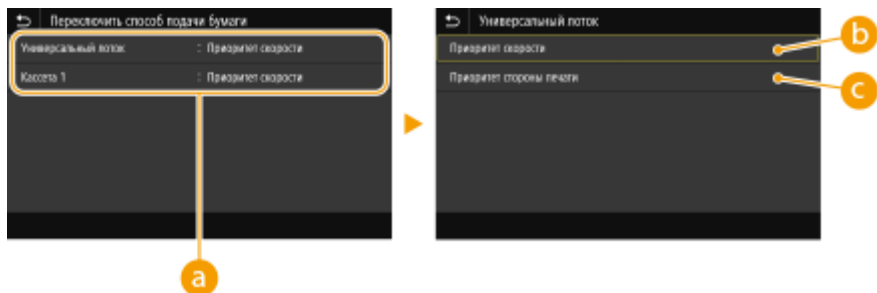 Переключить способ подачи бумаги
Универсальный лоток : Приоритет скорости
Кассета 1 : Приоритет скорости
a
Универсальный лоток
Приоритет скорости
Приоритет стороны печати
b
c